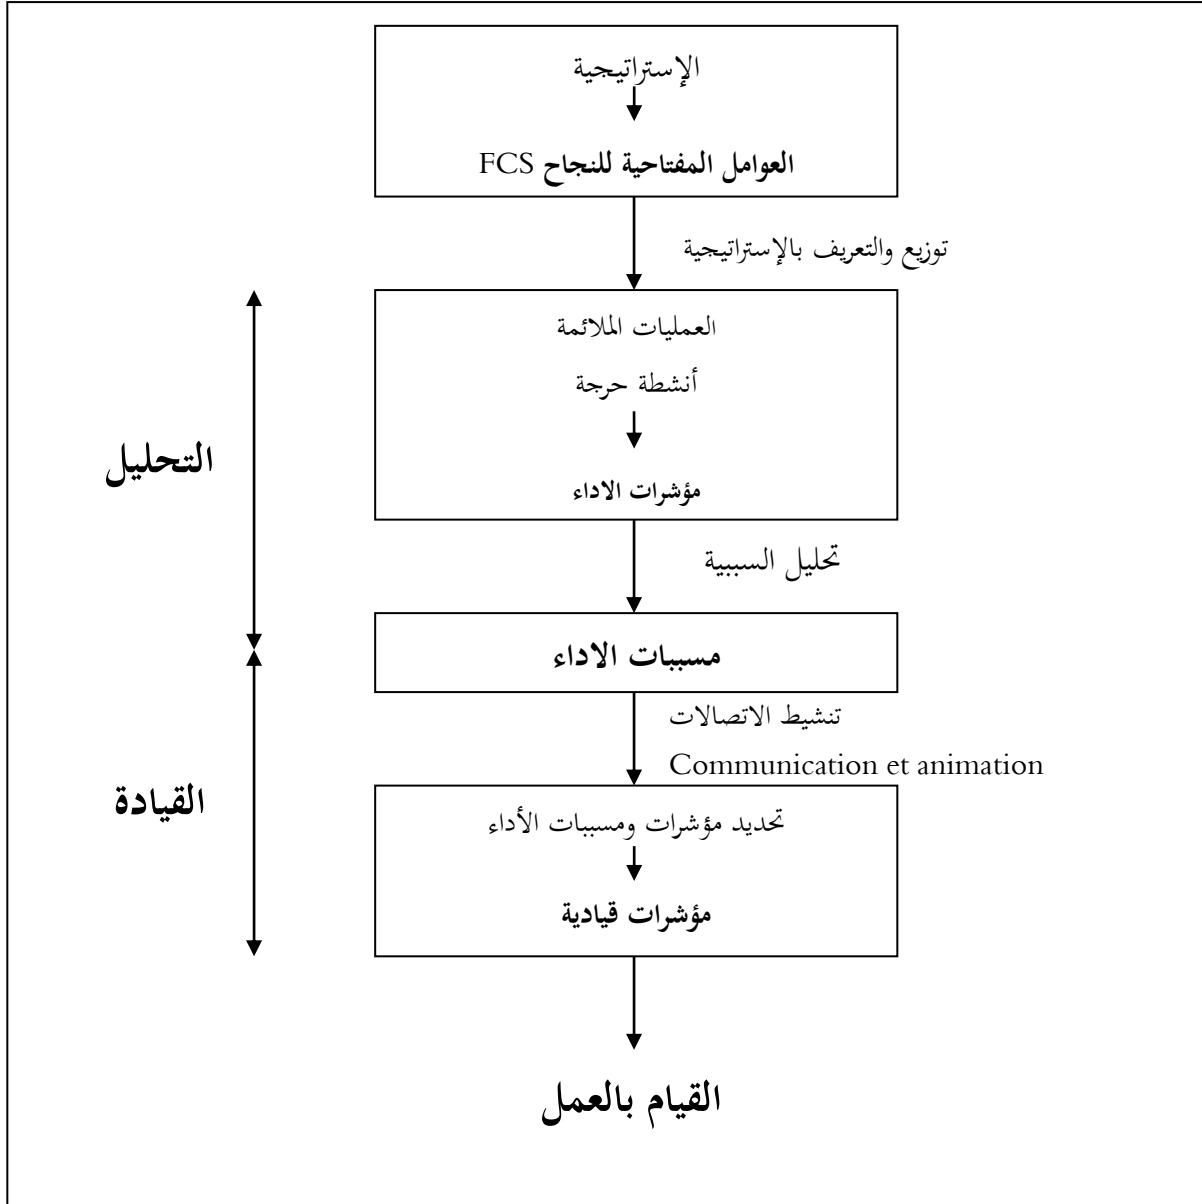 الإستراتيجية
العوامل المفتاحية للنجاح FCS
توزيع والتعريف بالإستراتيجية
العمليات الملائمة
أنشطة حرجة
مؤشرات الاداء
التحليل
تحليل السببية
مسببات الاداء
تنشيط الاتصالات
Communication et animation
القيادة
تحديد مؤشرات ومسببات الأداء
مؤشرات قيادية
القيام بالعمل